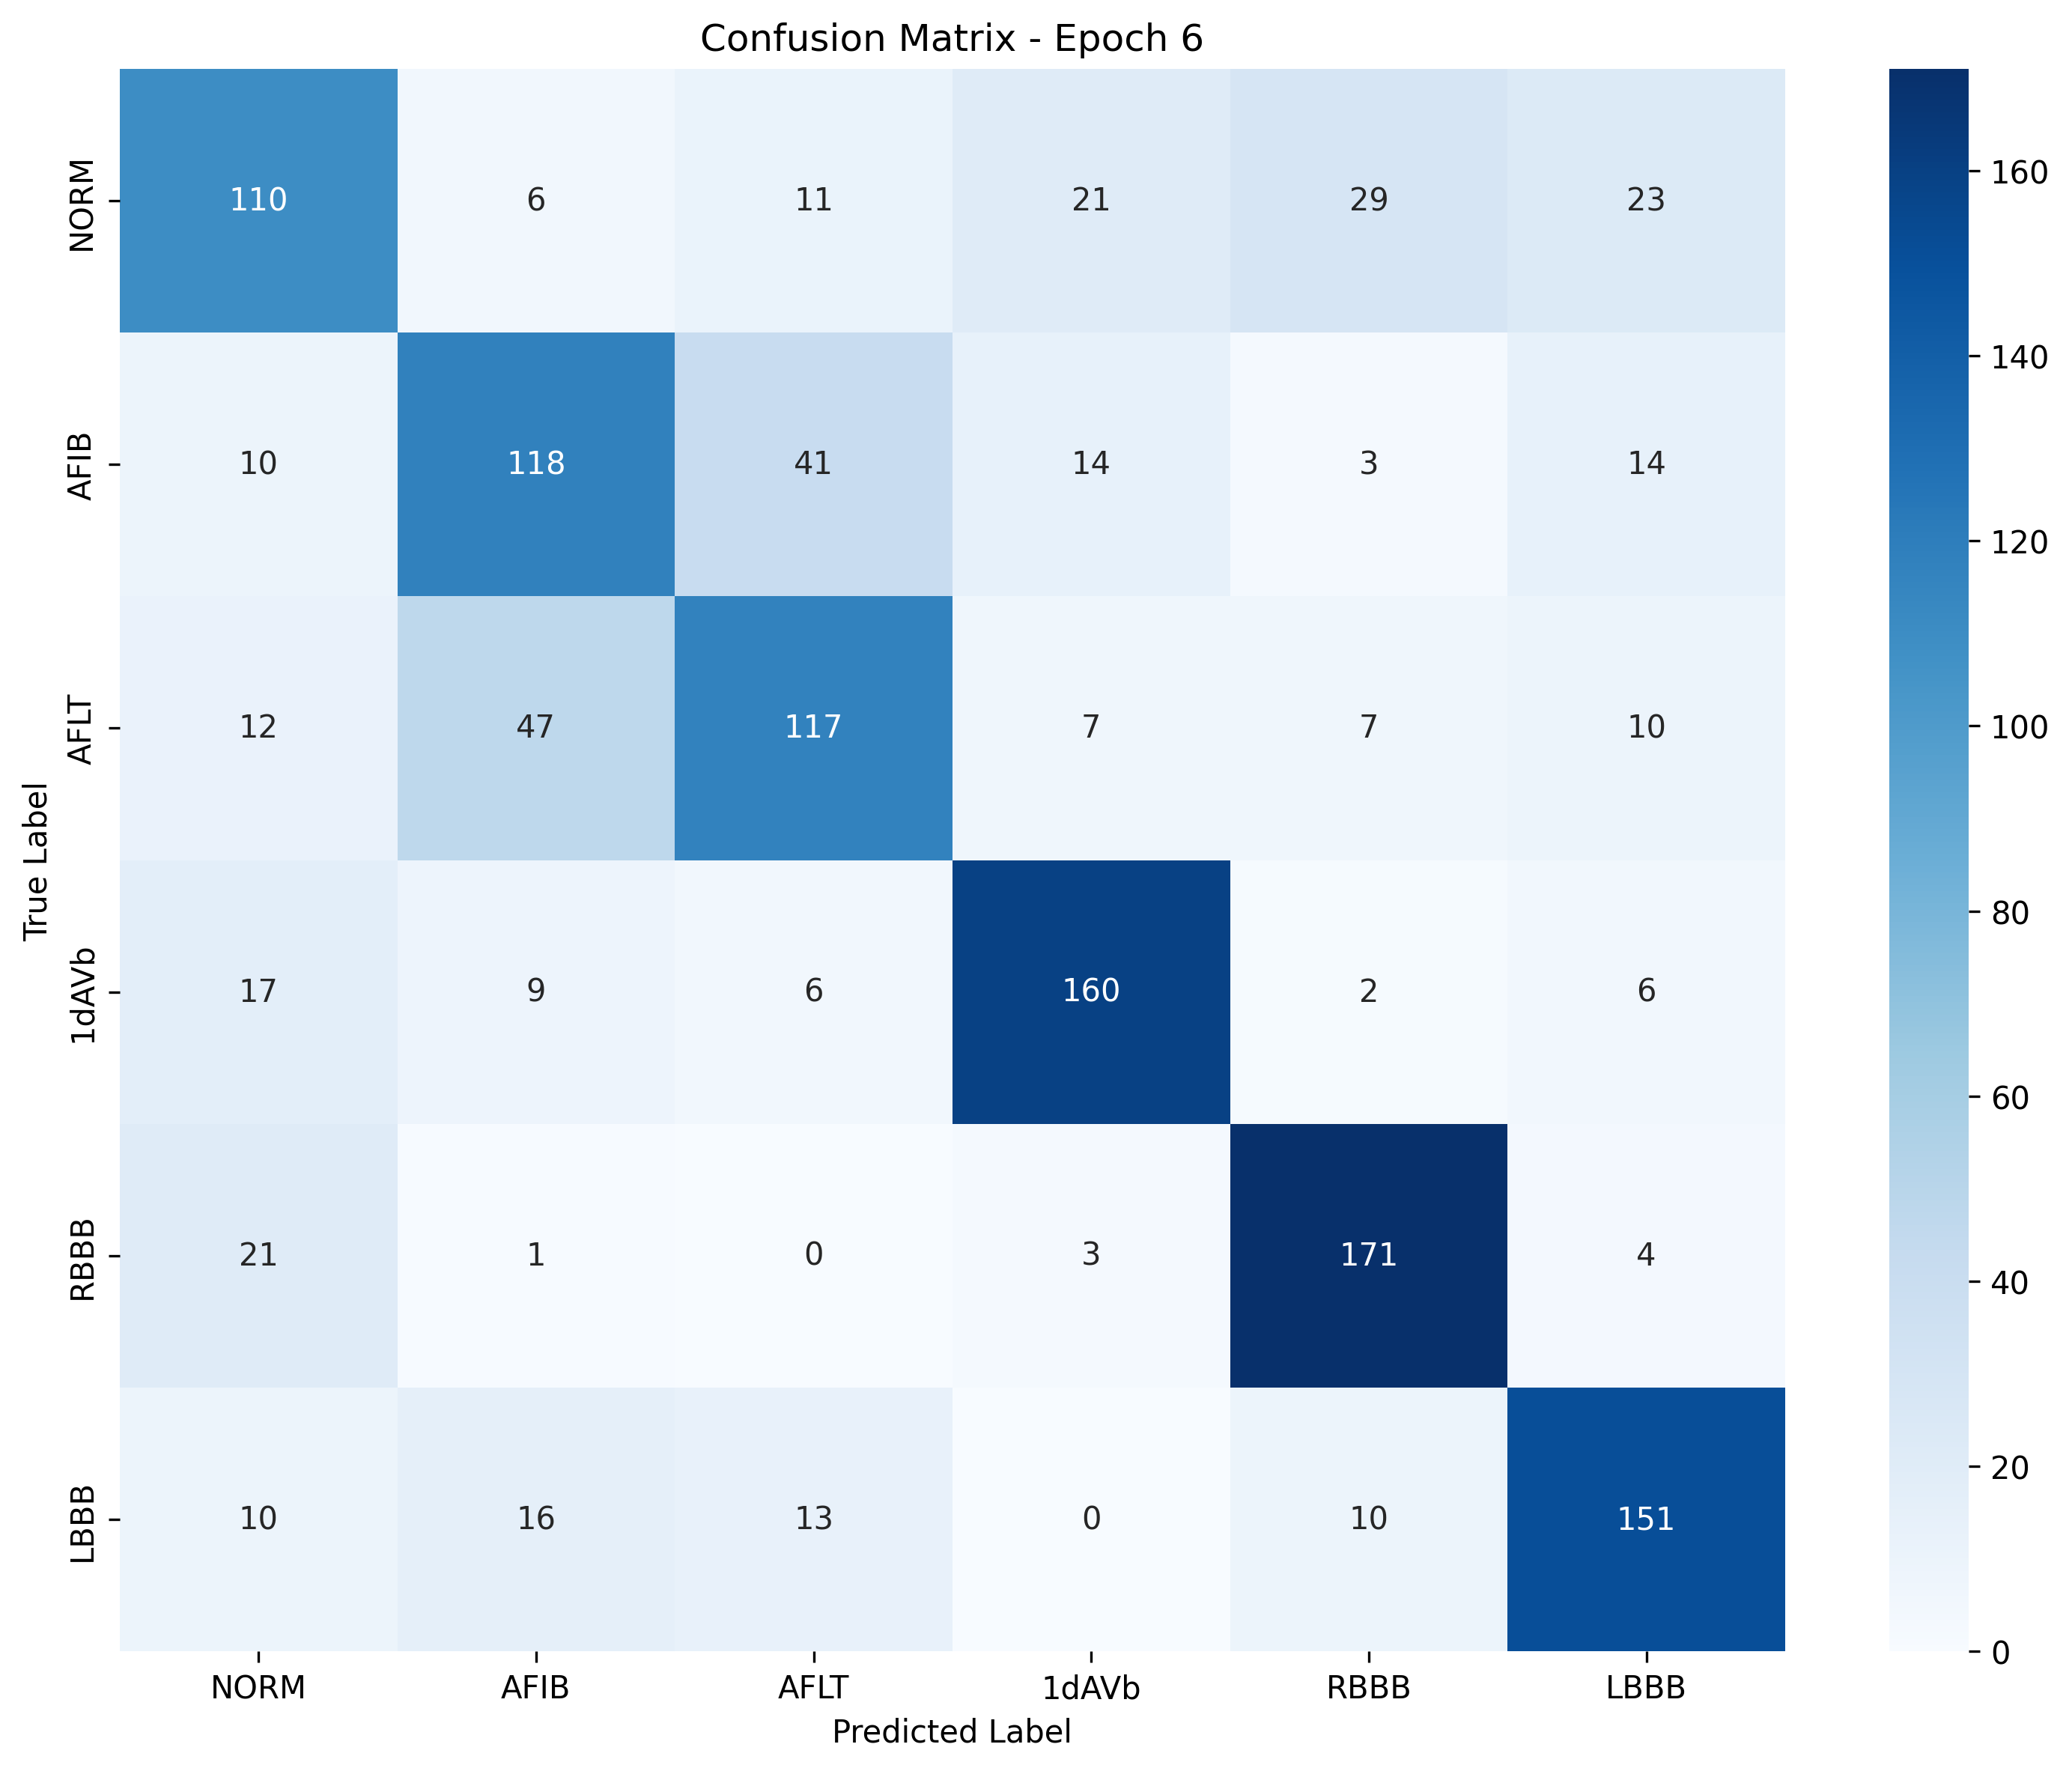 Confusion Matrix - Epoch 6
True Label
NORM 110 6 11 21 29 23
AFIB 10 118 41 14 3 14
AFLT 12 47 117 7 7 10
1dAVb 17 9 6 160 2 6
RBBB 21 1 0 3 171 4
LBBB 10 16 13 0 10 151
NORM AFIB AFLT 1dAVb RBBB LBBB
Predicted Label
160
140
120
100
80
60
40
20
0